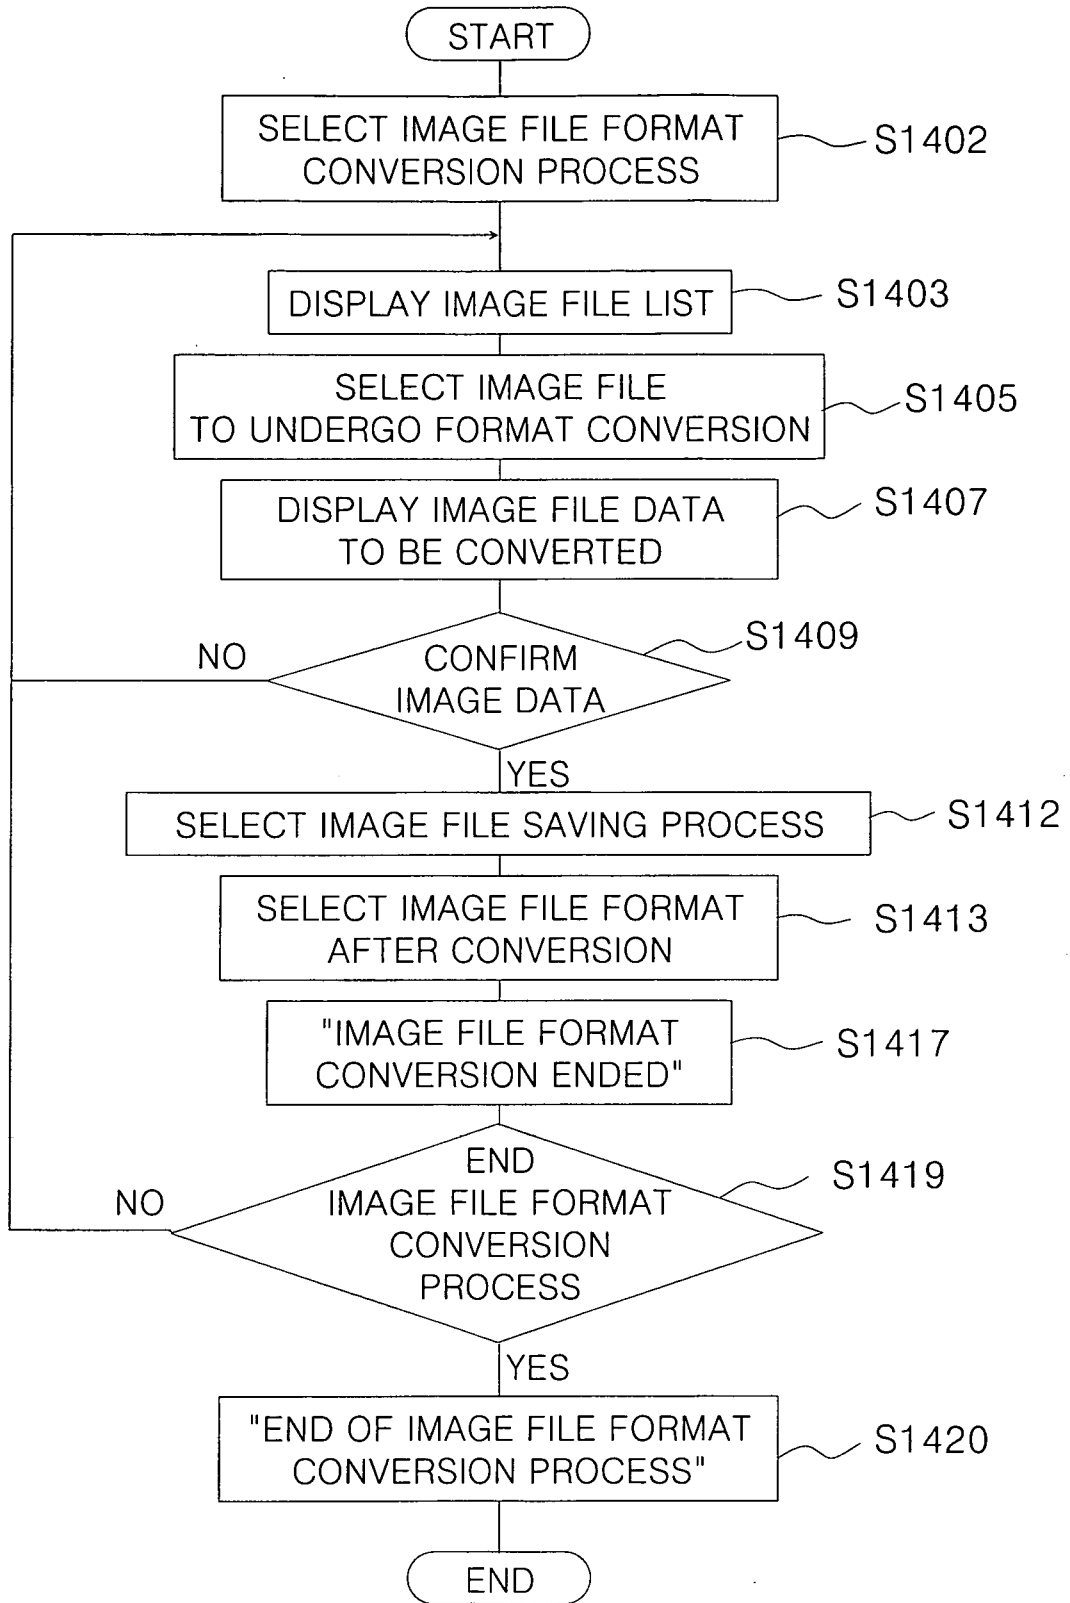 START
SELECT IMAGE FILE FORMAT
CONVERSION PROCESS
S1402
DISPLAY IMAGE FILE LIST
S1403
SELECT IMAGE FILE
TO UNDERGO FORMAT CONVERSION
S1405
DISPLAY IMAGE FILE DATA
TO BE CONVERTED
S1407
NO
CONFIRM
IMAGE DATA
S1409
YES
SELECT IMAGE FILE SAVING PROCESS
S1412
SELECT IMAGE FILE FORMAT
AFTER CONVERSION
S1413
"IMAGE FILE FORMAT
CONVERSION ENDED"
S1417
NO
END
IMAGE FILE FORMAT
CONVERSION
PROCESS
S1419
YES
"END OF IMAGE FILE FORMAT
CONVERSION PROCESS"
S1420
END